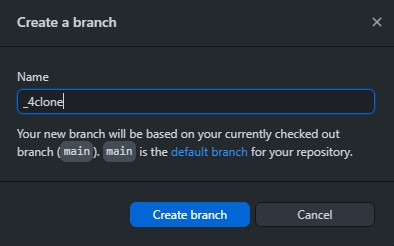 Create a branch
Name
_4clone
Your new branch will be based on your currently checked out
branch (main). main is the default branch for your repository.
Create branch
Cancel